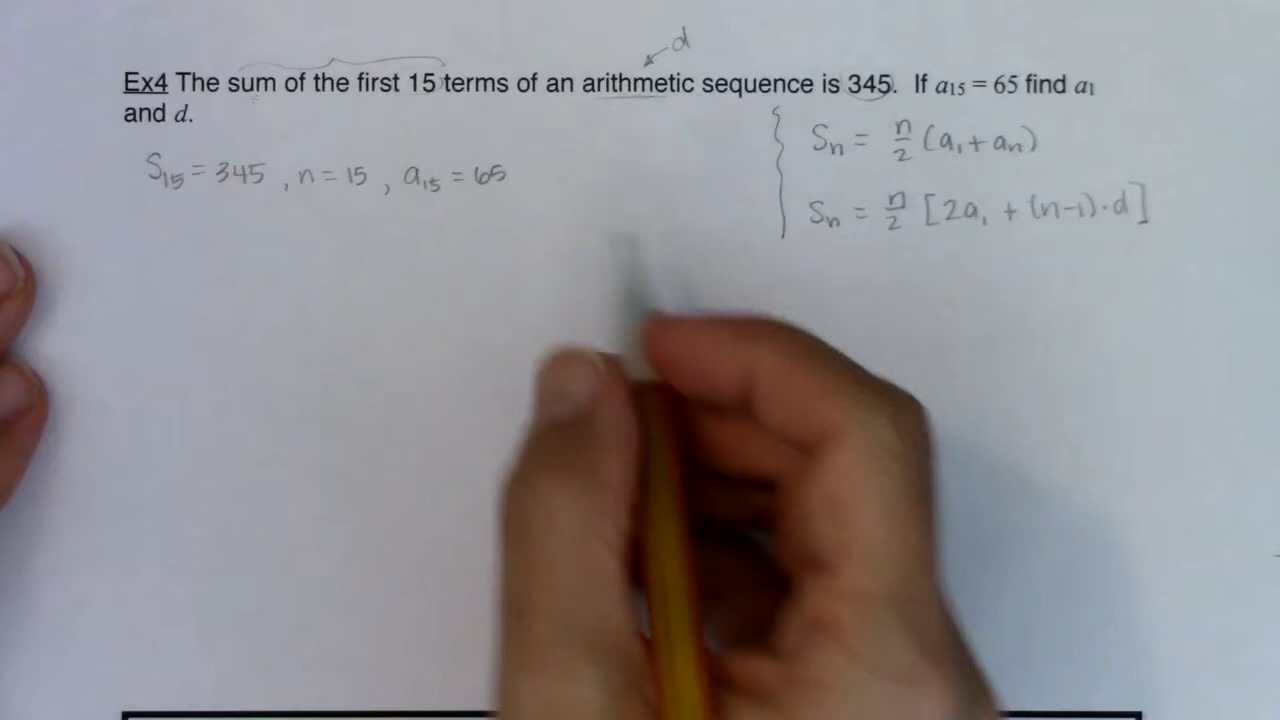 d
Ex4 The sum of the first 15 terms of an arithmetic sequence is 345. If a₁₅ = 65 find a₁
and d.
S₁₅ = 345 , n = 15 , a₁₅ = 65
Sₙ = n/2 (a₁ + aₙ)
Sₙ = n/2 [2a₁ + (n-1)·d]